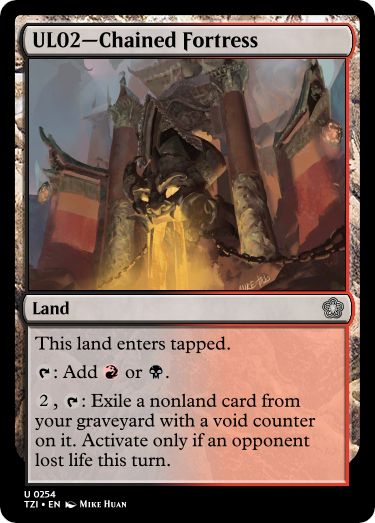 UL02—Chained Fortress
Land
This land enters tapped.
: Add or .
2 , : Exile a nonland card from
your graveyard with a void counter
on it. Activate only if an opponent
lost life this turn.
U 0254
TZI • EN Mike Huan